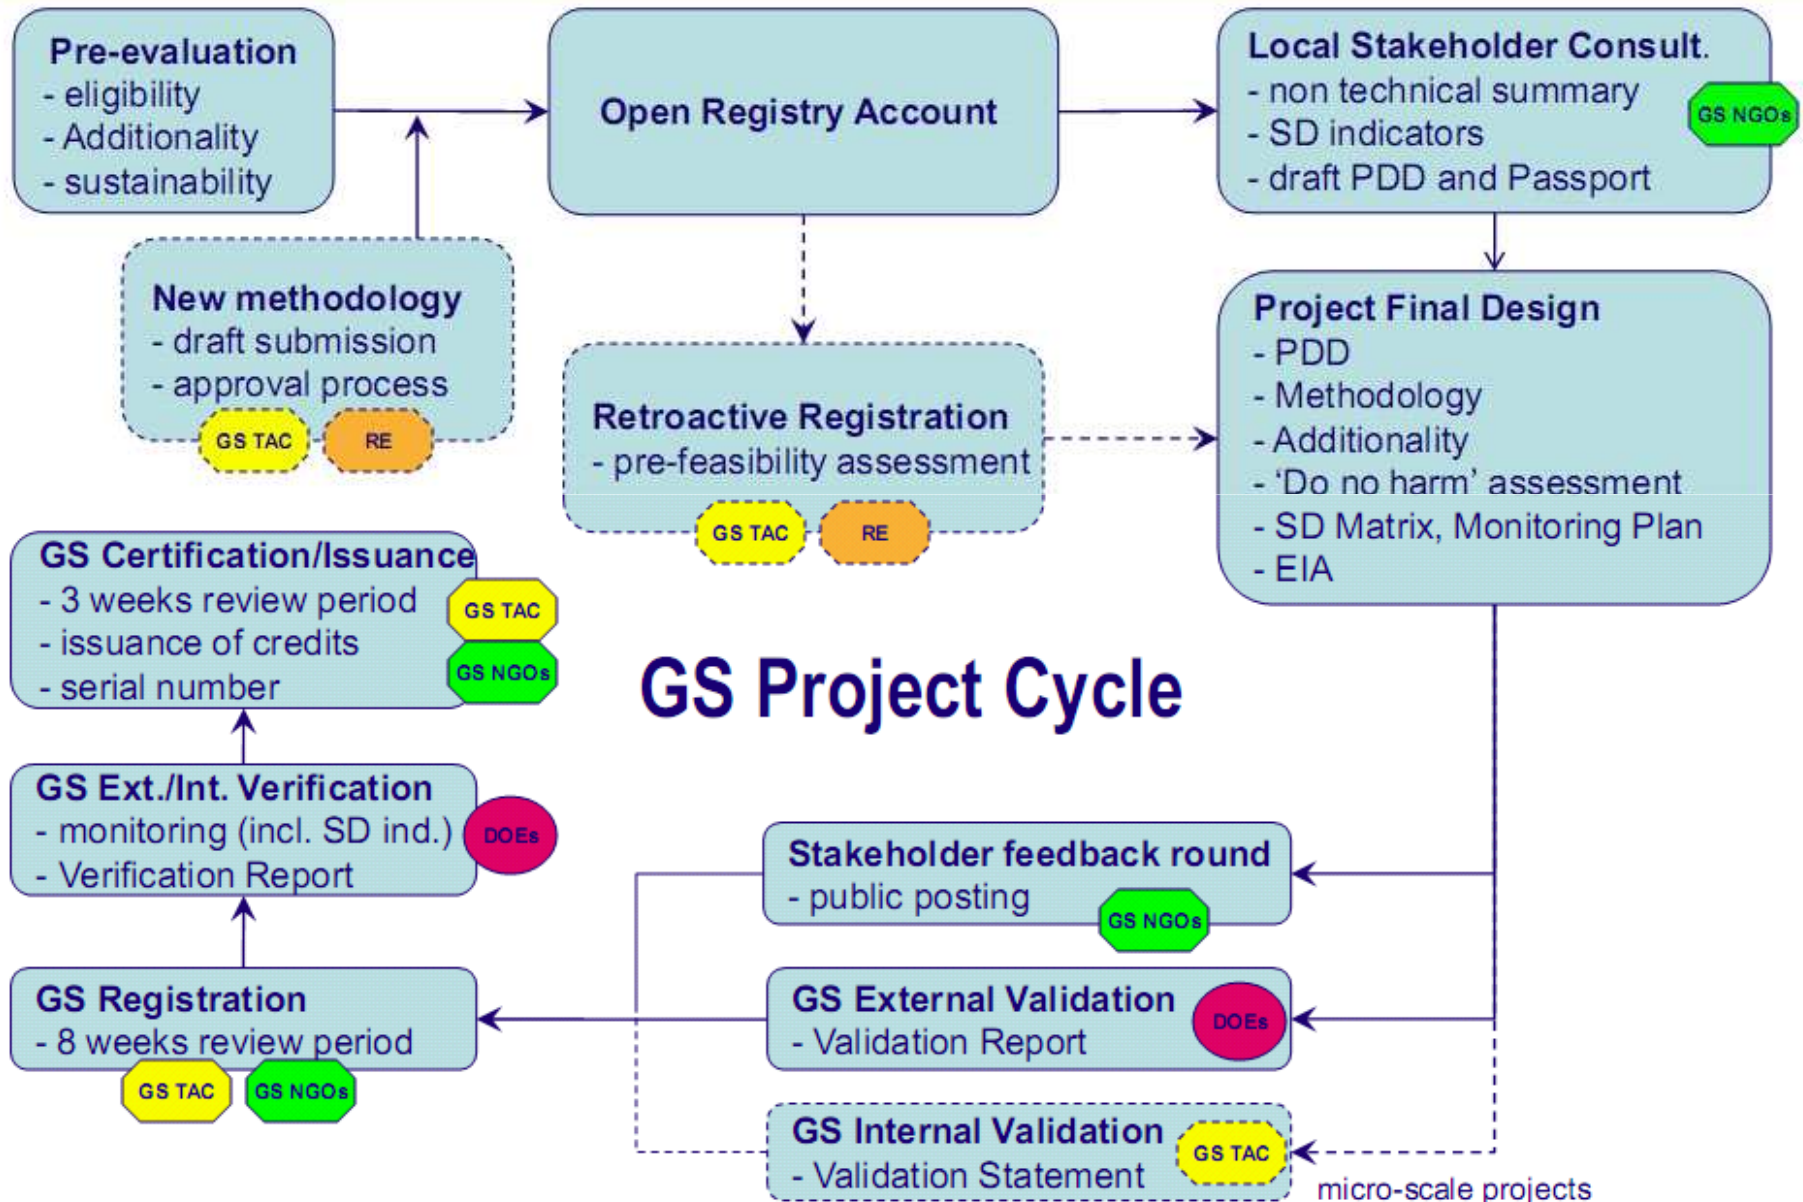 Pre-evaluation
- eligibility
- Additionality
- sustainability
Open Registry Account
Local Stakeholder Consult.
- non technical summary
- SD indicators
- draft PDD and Passport
GS NGOs
New methodology
- draft submission
- approval process
GS TAC
RE
Retroactive Registration
- pre-feasibility assessment
GS TAC
RE
Project Final Design
- PDD
- Methodology
- Additionality
- ‘Do no harm’ assessment
- SD Matrix, Monitoring Plan
- EIA
GS Certification/Issuance
- 3 weeks review period
- issuance of credits
- serial number
GS TAC
GS NGOs
GS Project Cycle
GS Ext./Int. Verification
- monitoring (incl. SD ind.)
- Verification Report
DOEs
Stakeholder feedback round
- public posting
GS NGOs
GS Registration
- 8 weeks review period
GS TAC
GS NGOs
GS External Validation
- Validation Report
DOEs
GS Internal Validation
- Validation Statement
GS TAC
micro-scale projects